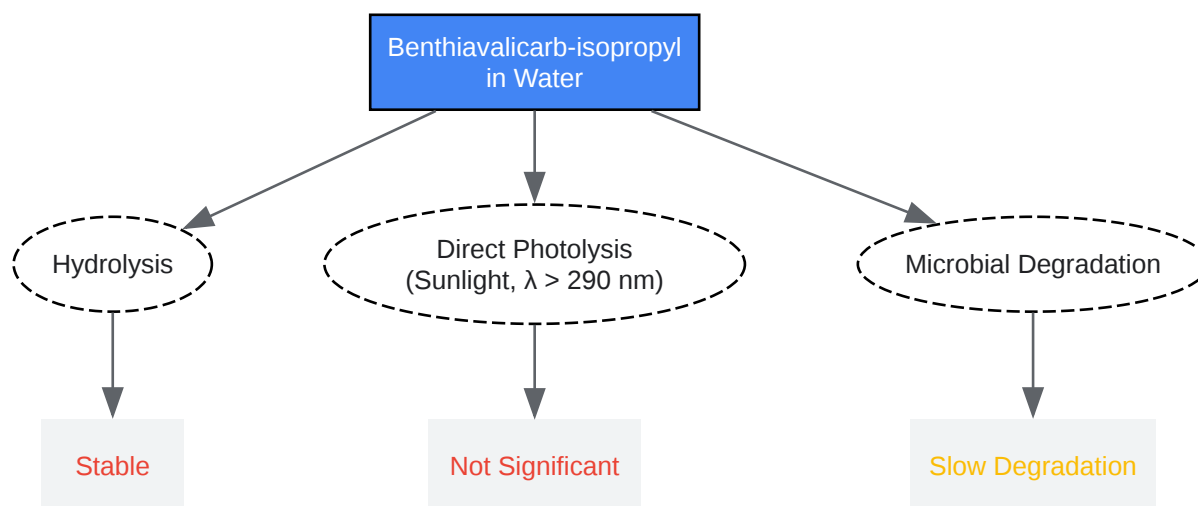 Benthiavalicarb-isopropyl
in Water
Hydrolysis
Direct Photolysis
(Sunlight, λ > 290 nm)
Microbial Degradation
Stable
Not Significant
Slow Degradation